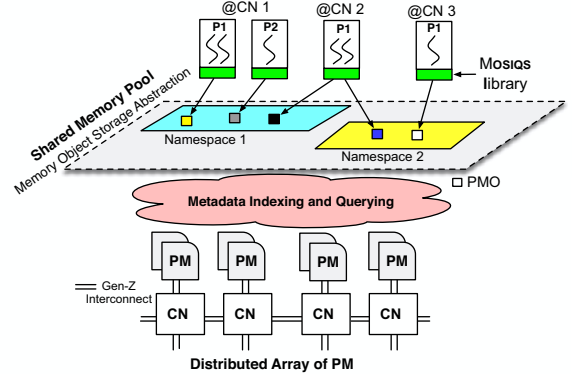 @CN 1
@CN 2
@CN 3
P1
P2
P1
P1
MOSIQS
library
Shared Memory Pool
Memory Object Storage Abstraction
Namespace 1
Namespace 2
PMO
Metadata Indexing and Querying
PM
PM
PM
PM
Gen-Z
Interconnect
CN
CN
CN
CN
Distributed Array of PM